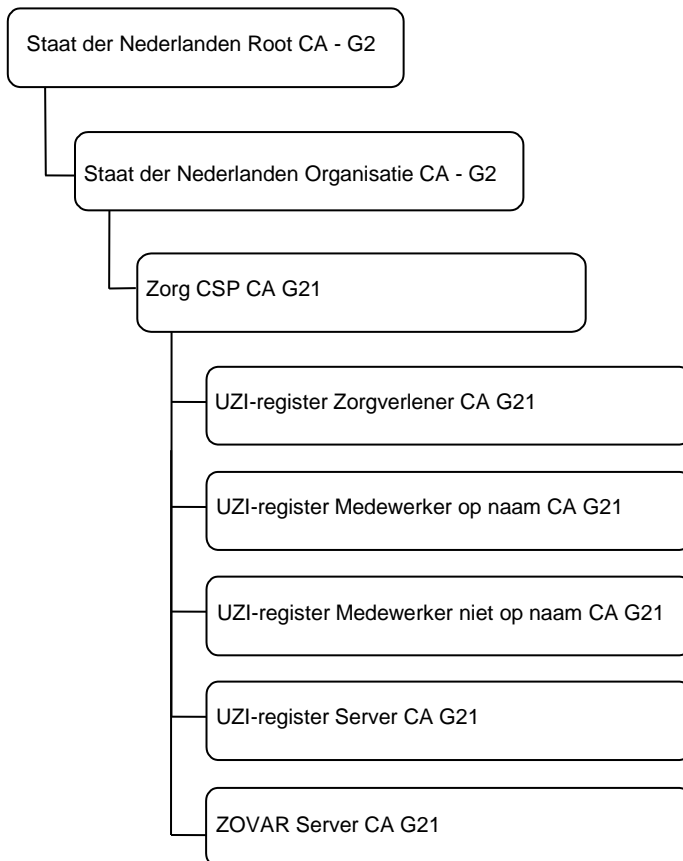 Staat der Nederlanden Root CA - G2
Staat der Nederlanden Organisatie CA - G2
Zorg CSP CA G21
UZI-register Zorgverlener CA G21
UZI-register Medewerker op naam CA G21
UZI-register Medewerker niet op naam CA G21
UZI-register Server CA G21
ZOVAR Server CA G21